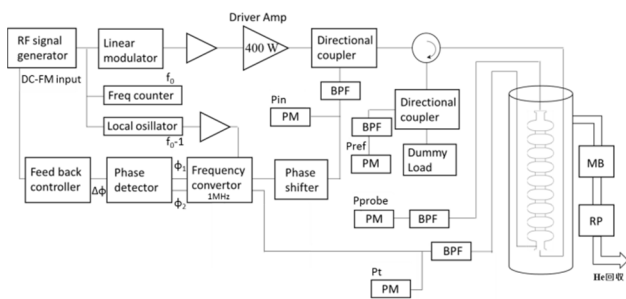 Driver Amp
RF signal
generator
Linear
modulator
400 W
Directional
coupler
DC-FM input
f₀
Freq counter
Local osillator
f₀-1
Pin
PM
BPF
BPF
Directional
coupler
Pref
PM
Dummy
Load
Feed back
controller
Δϕ
Phase
detector
ϕ₁
ϕ₂
Frequency
convertor
1MHz
Phase
shifter
Pprobe
PM
BPF
BPF
Pt
PM
MB
RP
He回収